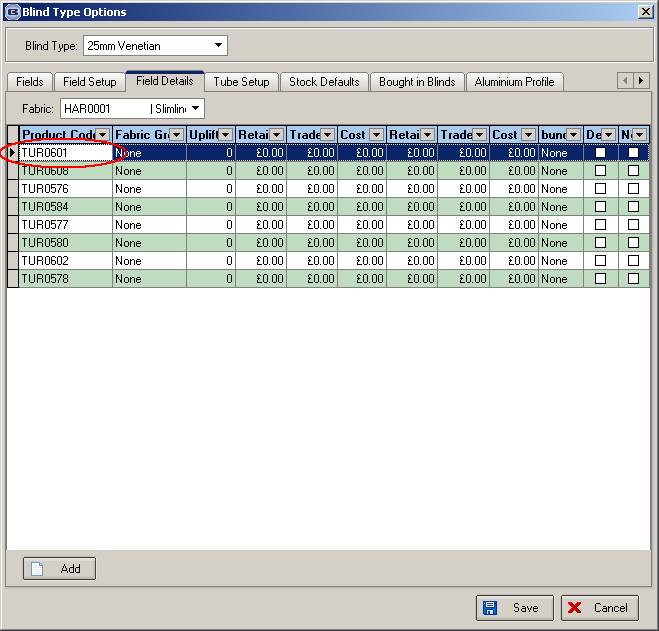 Blind Type Options
Blind Type: 25mm Venetian
Fields Field Setup Field Details Tube Setup Stock Defaults Bought in Blinds Aluminium Profile
Fabric: HAR0001 | Slimlin
Product Code Fabric Gro Uplift Retai Trade Cost Retai Trade Cost bund De No
TUR0601 None 0 £0.00 £0.00 £0.00 £0.00 £0.00 £0.00 None
TUR0608 None 0 £0.00 £0.00 £0.00 £0.00 £0.00 £0.00 None
TUR0576 None 0 £0.00 £0.00 £0.00 £0.00 £0.00 £0.00 None
TUR0584 None 0 £0.00 £0.00 £0.00 £0.00 £0.00 £0.00 None
TUR0577 None 0 £0.00 £0.00 £0.00 £0.00 £0.00 £0.00 None
TUR0580 None 0 £0.00 £0.00 £0.00 £0.00 £0.00 £0.00 None
TUR0602 None 0 £0.00 £0.00 £0.00 £0.00 £0.00 £0.00 None
TUR0578 None 0 £0.00 £0.00 £0.00 £0.00 £0.00 £0.00 None
Add
Save Cancel